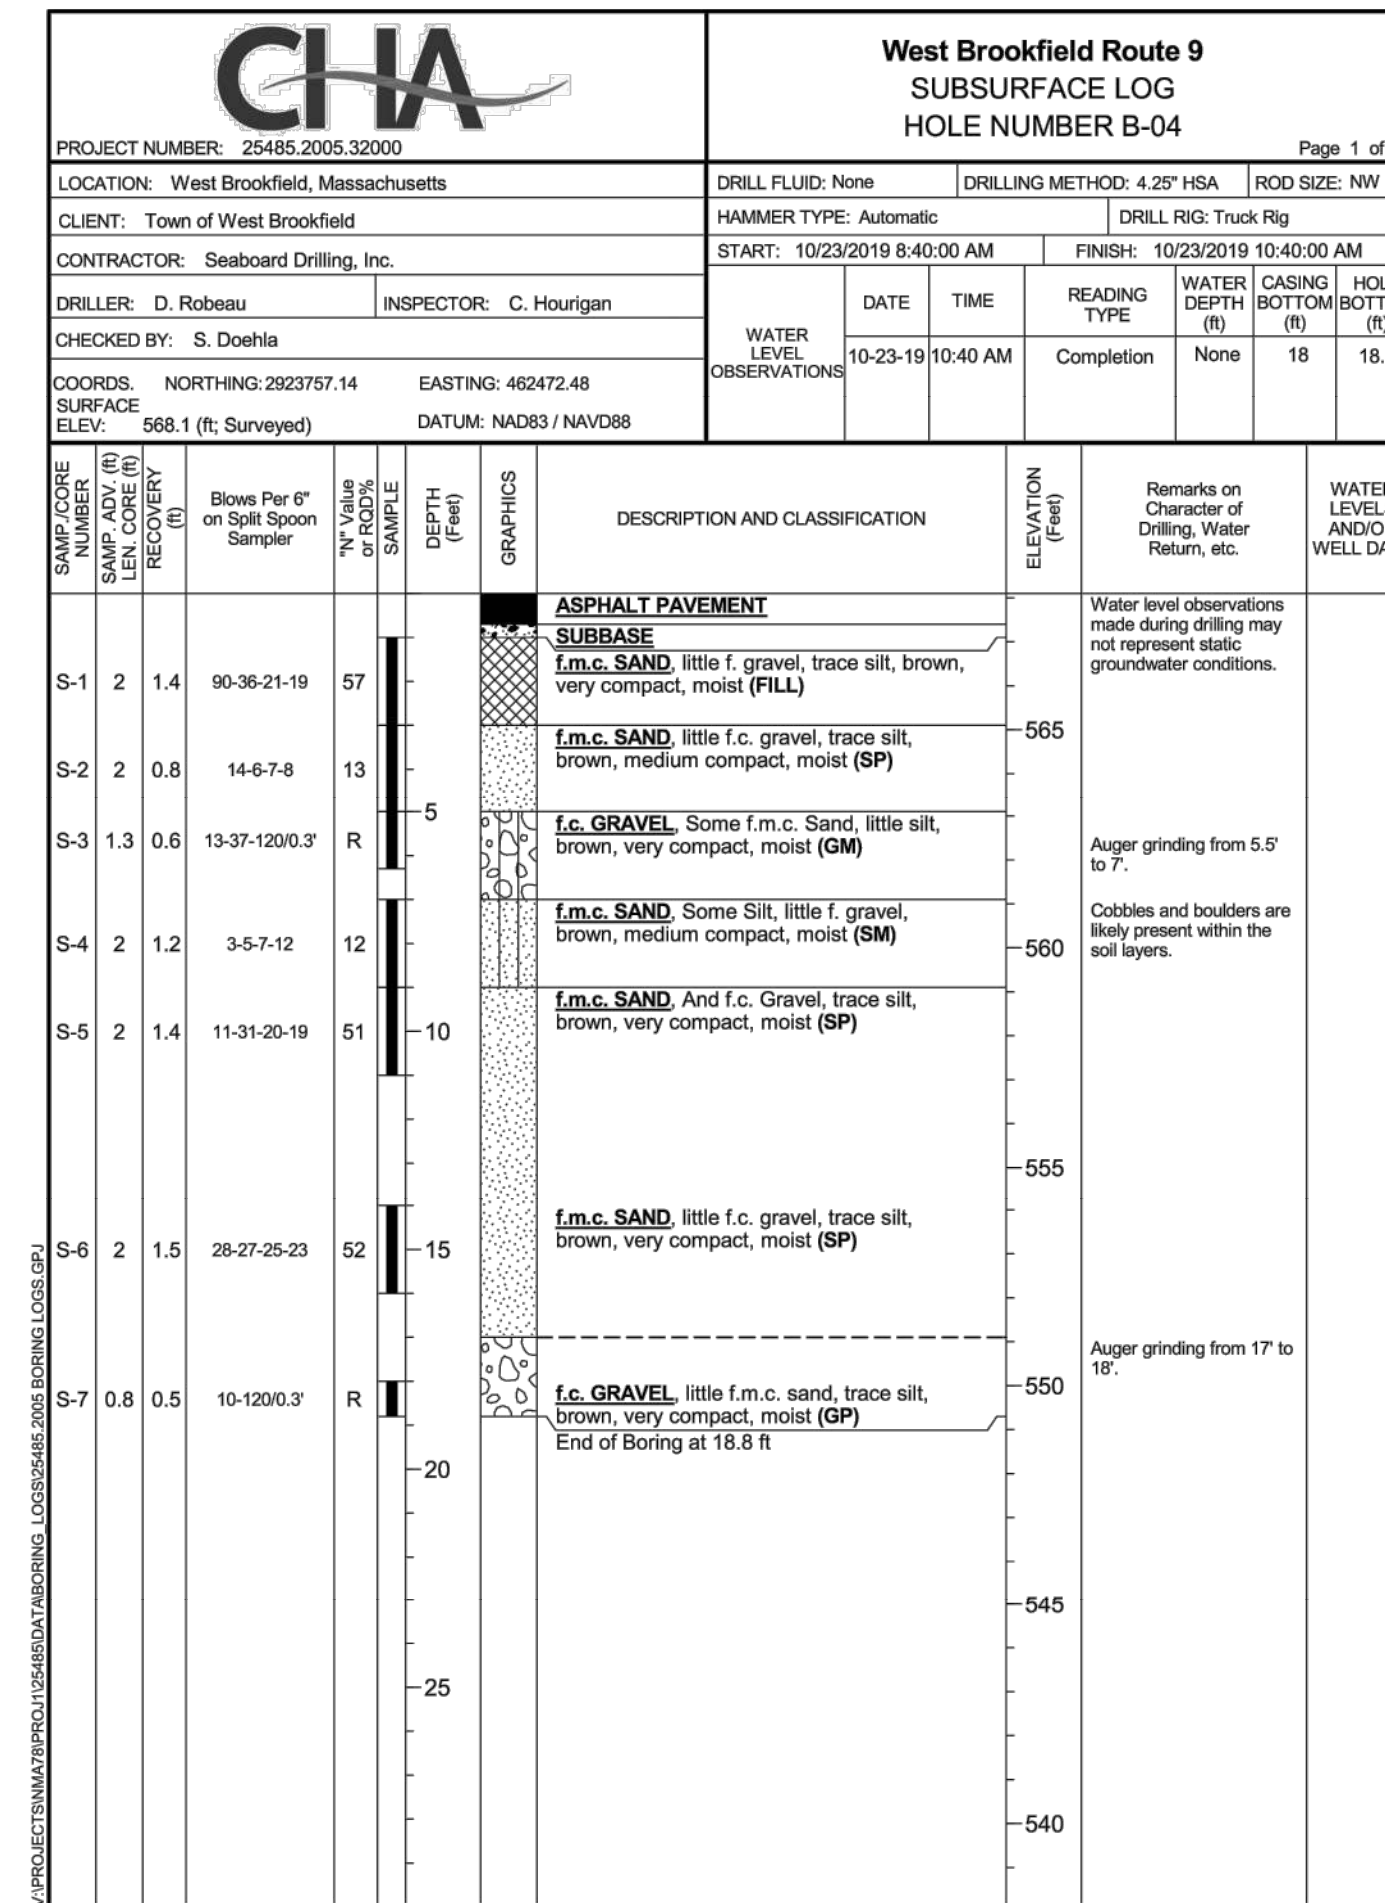 CHA
PROJECT NUMBER: 25485.2005.32000
West Brookfield Route 9
SUBSURFACE LOG
HOLE NUMBER B-04
Page 1 of
LOCATION: West Brookfield, Massachusetts
CLIENT: Town of West Brookfield
CONTRACTOR: Seaboard Drilling, Inc.
DRILLER: D. Robeau INSPECTOR: C. Hourigan
CHECKED BY: S. Doehla
COORDS. NORTHING: 2923757.14 EASTING: 462472.48
SURFACE
ELEV: 568.1 (ft; Surveyed) DATUM: NAD83 / NAVD88
DRILL FLUID: None DRILLING METHOD: 4.25" HSA ROD SIZE: NW
HAMMER TYPE: Automatic DRILL RIG: Truck Rig
START: 10/23/2019 8:40:00 AM FINISH: 10/23/2019 10:40:00 AM
WATER
LEVEL
OBSERVATIONS
DATE
TIME
READING
TYPE
WATER
DEPTH
(ft)
CASING
BOTTOM
(ft)
10-23-19 10:40 AM Completion None 18 18.
SAMP./CORE
NUMBER
SAMP. ADV. (ft)
LEN. CORE (ft)
RECOVERY
(ft)
Blows Per 6"
on Split Spoon
Sampler
"N" Value
or RQD%
SAMPLE
DEPTH
(Feet)
GRAPHICS
DESCRIPTION AND CLASSIFICATION
ELEVATION
(Feet)
Remarks on
Character of
Drilling, Water
Return, etc.
WELL
ASPHALT PAVEMENT
SUBBASE
Water level observations
made during drilling may
not represent static
groundwater conditions.
S-1 2 1.4 90-36-21-19 57
f.m.c. SAND, little f. gravel, trace silt, brown,
very compact, moist (FILL)
565
S-2 2 0.8 14-6-7-8 13
f.m.c. SAND, little f.c. gravel, trace silt,
brown, medium compact, moist (SP)
5
S-3 1.3 0.6 13-37-120/0.3' R
f.c. GRAVEL, Some f.m.c. Sand, little silt,
brown, very compact, moist (GM)
Auger grinding from 5.5'
to 7'.
S-4 2 1.2 3-5-7-12 12
f.m.c. SAND, Some Silt, little f. gravel,
brown, medium compact, moist (SM)
560
Cobbles and boulders are
likely present within the
soil layers.
S-5 2 1.4 11-31-20-19 51
10
f.m.c. SAND, And f.c. Gravel, trace silt,
brown, very compact, moist (SP)
555
S-6 2 1.5 28-27-25-23 52
15
f.m.c. SAND, little f.c. gravel, trace silt,
brown, very compact, moist (SP)
Auger grinding from 17' to
18'.
S-7 0.8 0.5 10-120/0.3' R
f.c. GRAVEL, little f.m.c. sand, trace silt,
brown, very compact, moist (GP)
550
End of Boring at 18.8 ft
20
545
25
540
V:\PROJECTS\NMA78\PROJ1\25485\DATA\BORING_LOGS\25485.2005 BORING LOGS.GPJ